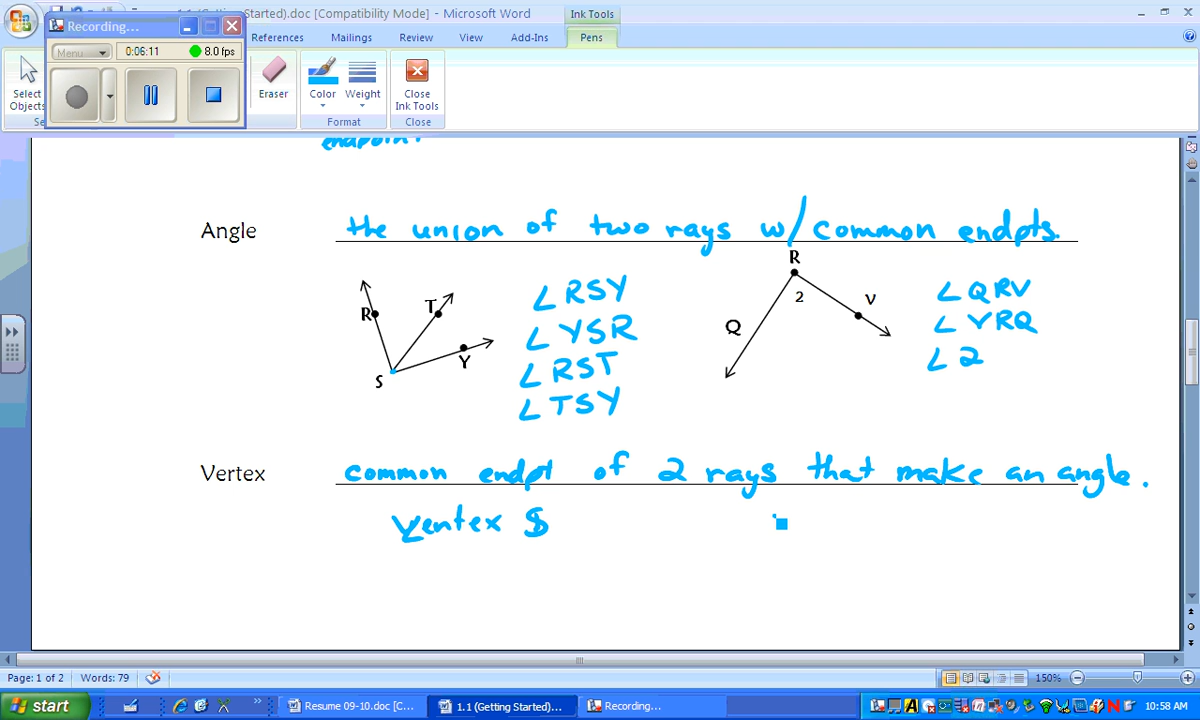 1.1 (Getting Started).doc [Compatibility Mode] - Microsoft Word
Ink Tools
Recording...
References Mailings Review View Add-Ins Pens
Menu 0:06:11 8.0 fps
Select Objects
Eraser
Color Weight
Close Ink Tools
Format
Close
endpoint.
Angle the union of two rays w/ common endpts.
R T Y S
∠RSY
∠YSR
∠RST
∠TSY
R 2 Q V
∠QRV
∠VRQ
∠2
Vertex common endpt of 2 rays that make an angle.
Vertex S
Page: 1 of 2 Words: 79 150%
start Resume 09-10.doc [C... 1.1 (Getting Started)... Recording... 10:58 AM